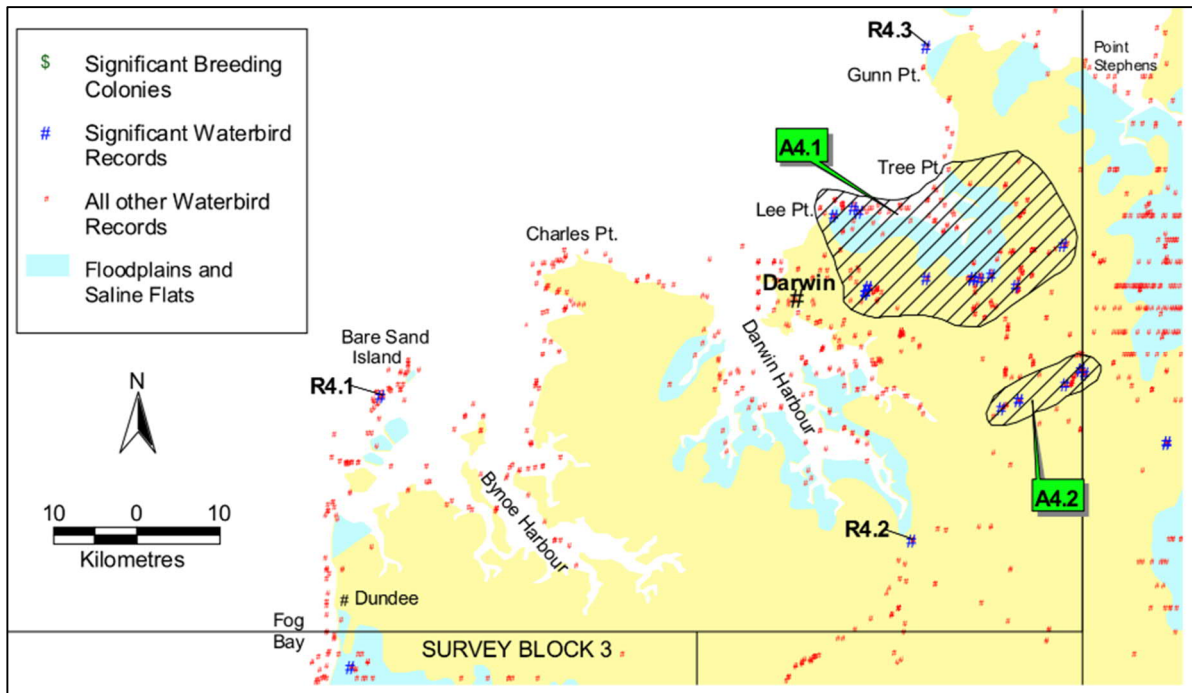 $ Significant Breeding
Colonies
# Significant Waterbird
Records
" All other Waterbird
Records
Floodplains and
Saline Flats
R4.3
Gunn Pt.
Point
Stephens
A4.1
Tree Pt.
Lee Pt.
Charles Pt.
Darwin
#
Bare Sand
Island
R4.1
Darwin Harbour
N
A4.2
Bynoe Harbour
R4.2
10 0 10
Kilometres
# Dundee
Fog
Bay
SURVEY BLOCK 3